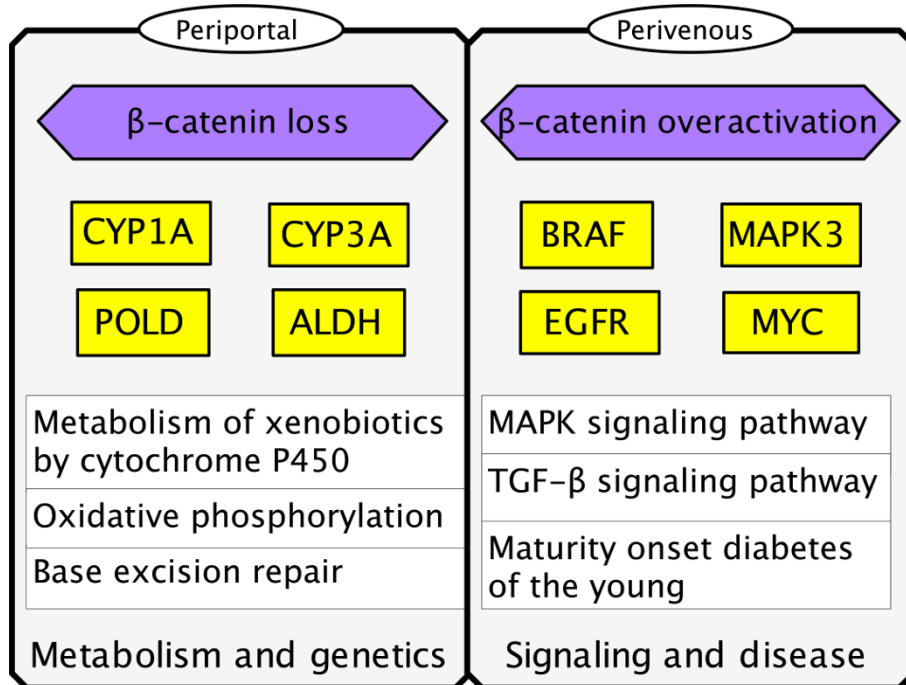 Periportal
β-catenin loss
CYP1A CYP3A
POLD ALDH
Metabolism of xenobiotics
by cytochrome P450
Oxidative phosphorylation
Base excision repair
Metabolism and genetics
Perivenous
β-catenin overactivation
BRAF MAPK3
EGFR MYC
MAPK signaling pathway
TGF-β signaling pathway
Maturity onset diabetes
of the young
Signaling and disease